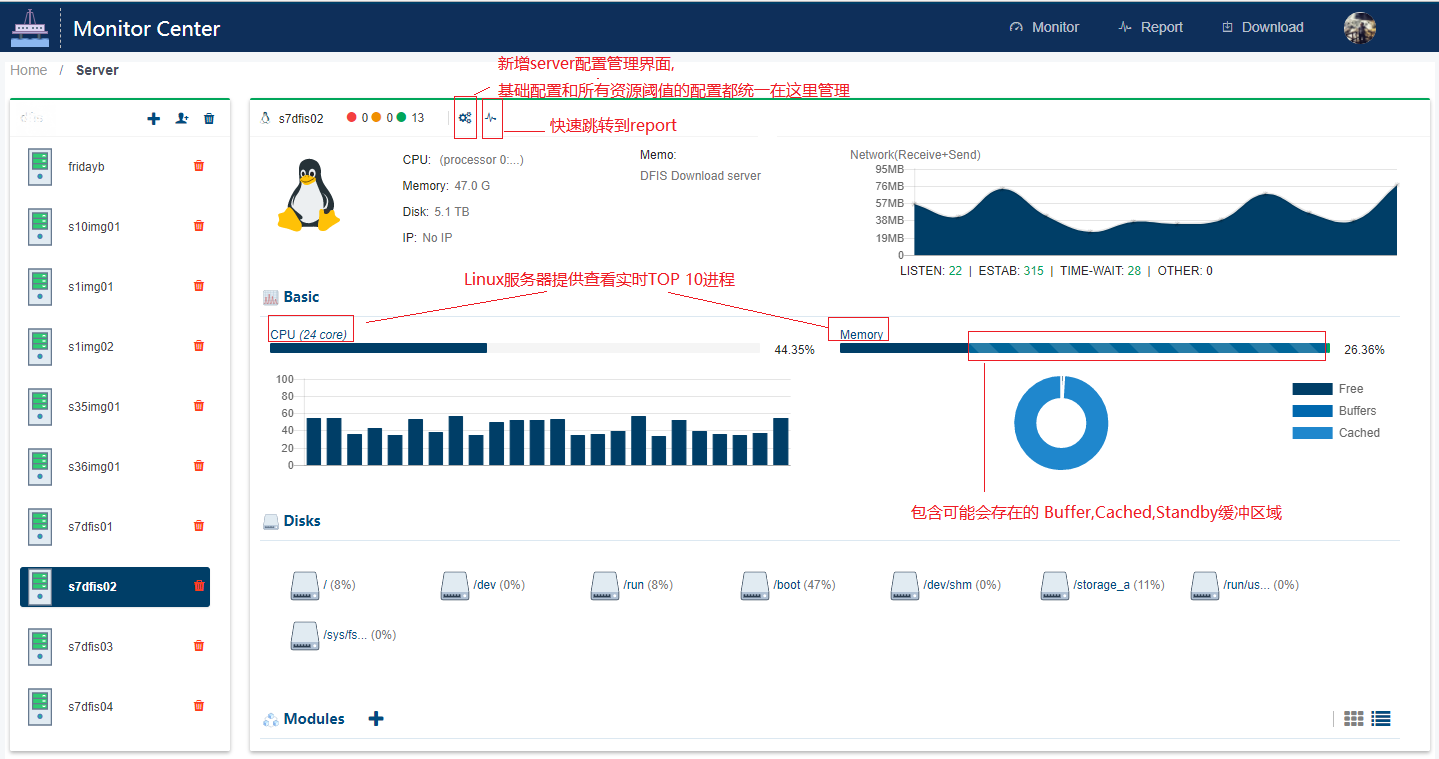 Monitor Center
Monitor
Report
Download
Home / Server
新增server配置管理界面,
基础配置和所有资源阈值的配置都统一在这里管理
快速跳转到report
s7dfis02 0 0 13
fridayb
s10img01
s1img01
s1img02
s35img01
s36img01
s7dfis01
s7dfis02
s7dfis03
s7dfis04
CPU: (processor 0:...)
Memory: 47.0 G
Disk: 5.1 TB
IP: No IP
Memo:
DFIS Download server
Network(Receive+Send)
95MB
76MB
57MB
38MB
19MB
0
LISTEN: 22 | ESTAB: 315 | TIME-WAIT: 28 | OTHER: 0
Linux服务器提供查看实时TOP 10进程
Basic
CPU (24 core)
44.35%
Memory
26.36%
100
80
60
40
20
0
Free
Buffers
Cached
包含可能会存在的 Buffer,Cached,Standby缓冲区域
Disks
/ (8%)
/dev (0%)
/run (8%)
/boot (47%)
/dev/shm (0%)
/storage_a (11%)
/run/us... (0%)
/sys/fs... (0%)
Modules